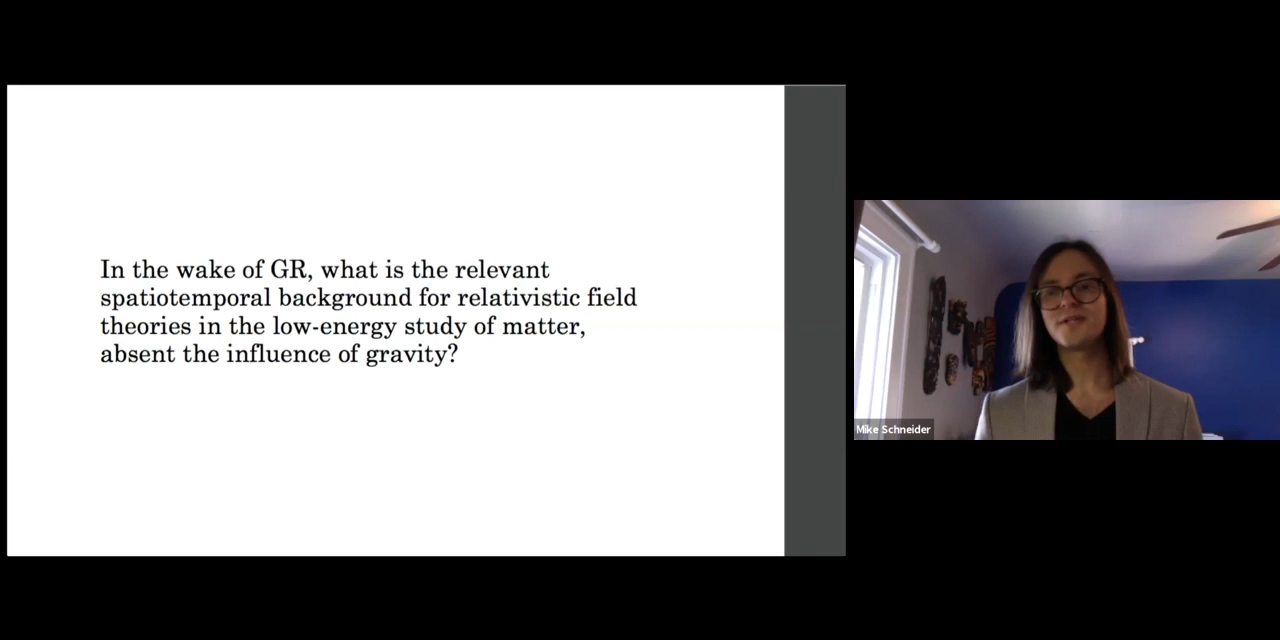 In the wake of GR, what is the relevant
spatiotemporal background for relativistic field
theories in the low-energy study of matter,
absent the influence of gravity?
Mike Schneider